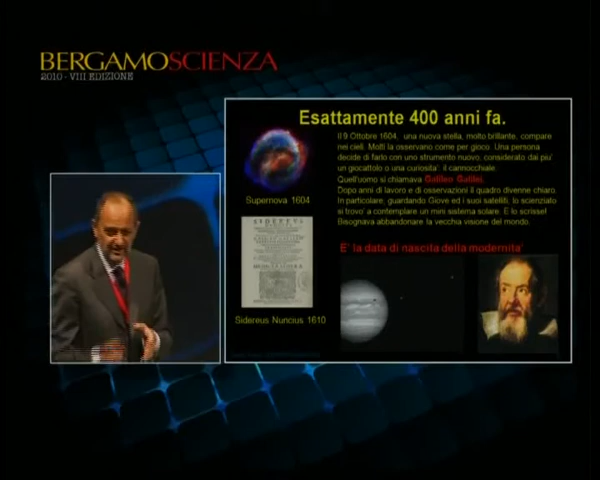 BERGAMOSCIENZA
2010 - VIII EDIZIONE
Esattamente 400 anni fa.
Il 9 Ottobre 1604, una nuova stella, molto brillante, compare
nei cieli. Molti la osservano come per gioco. Una persona
decide di farlo con uno strumento nuovo, considerato dai piu'
un giocattolo o una curiosita': il cannocchiale.
Quell'uomo si chiamava Galileo Galilei.
Dopo anni di lavoro e di osservazioni il quadro divenne chiaro.
In particolare, guardando Giove ed i suoi satelliti, lo scienziato
si trovo' a contemplare un mini sistema solare. E lo scrisse!
Bisognava abbandonare la vecchia visione del mondo.
Supernova 1604
E' la data di nascita della modernita'
SIDEREUS
Sidereus Nuncius 1610